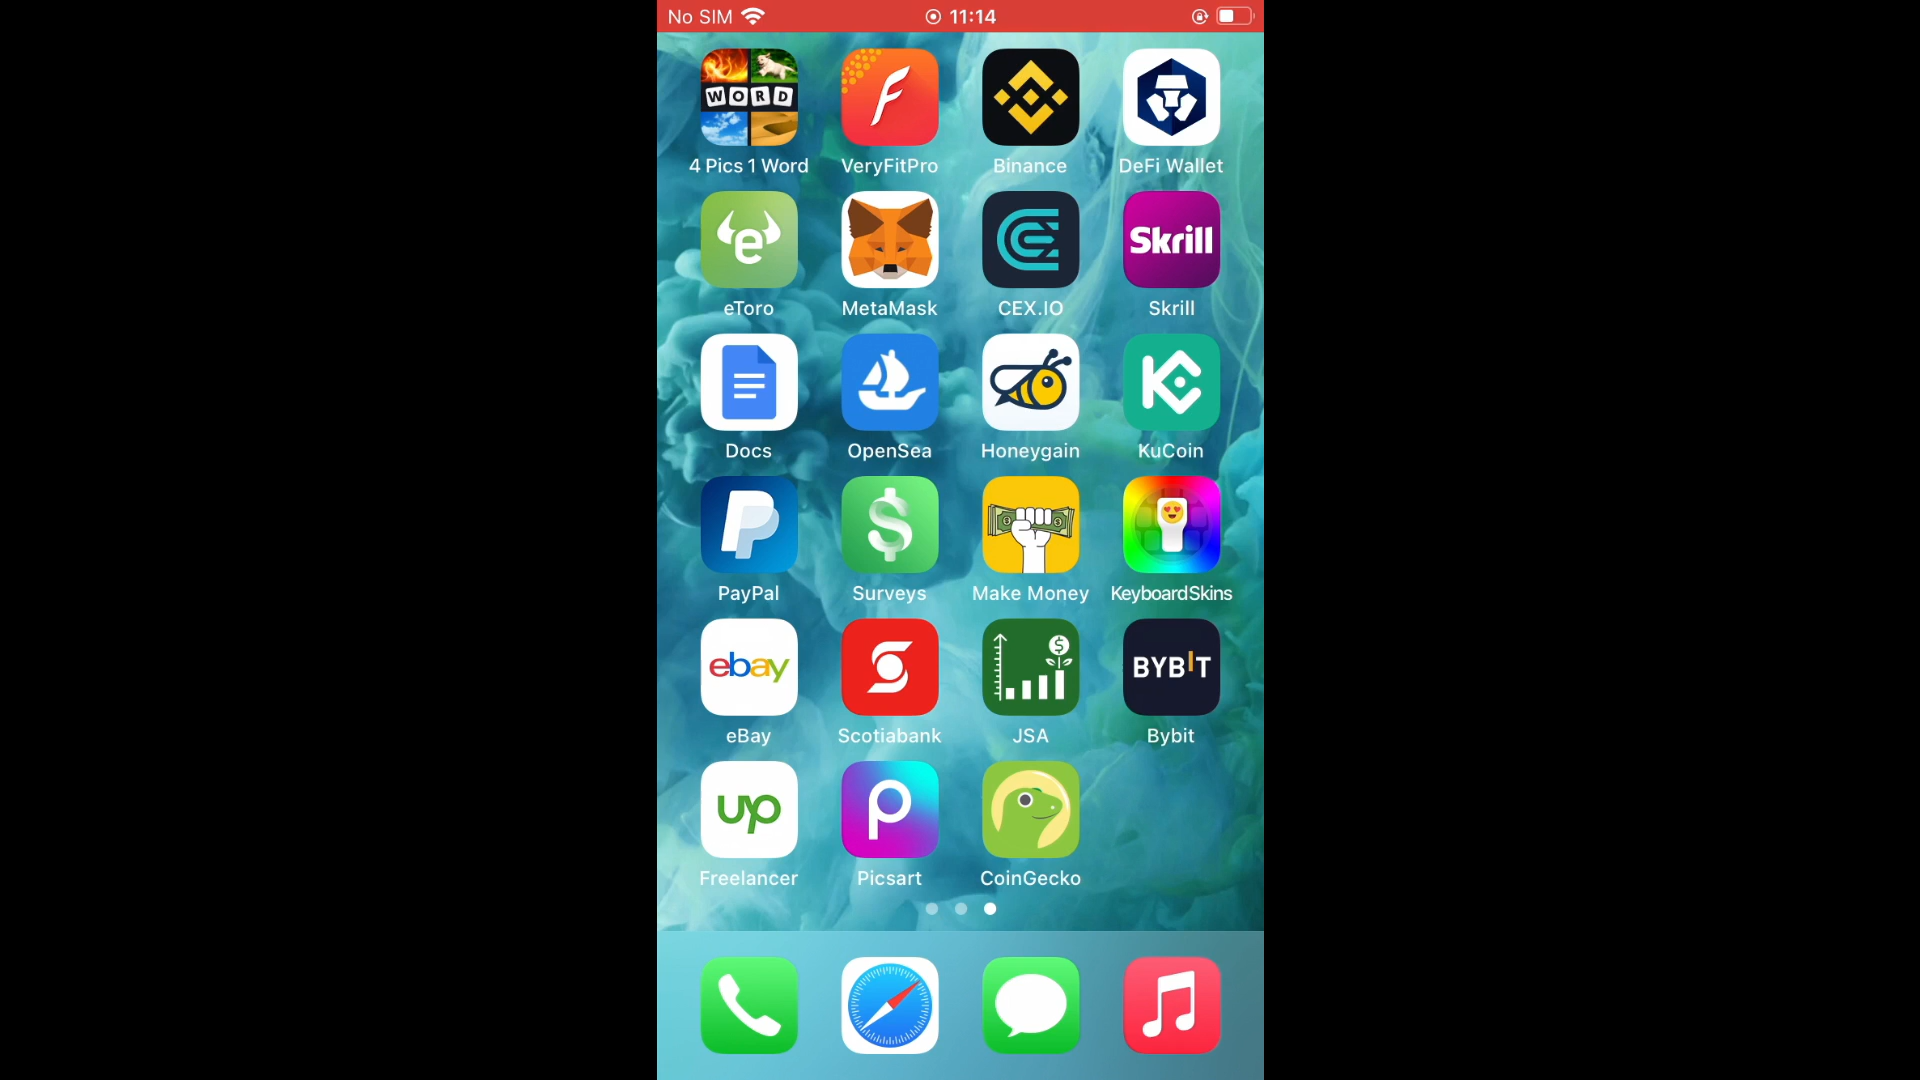 No SIM 11:14
WORD
4 Pics 1 Word VeryFitPro Binance DeFi Wallet
e Skrill
eToro MetaMask CEX.IO Skrill
Docs OpenSea Honeygain KuCoin
PayPal Surveys Make Money KeyboardSkins
ebay BYBIT
eBay Scotiabank JSA Bybit
up
Freelancer Picsart CoinGecko